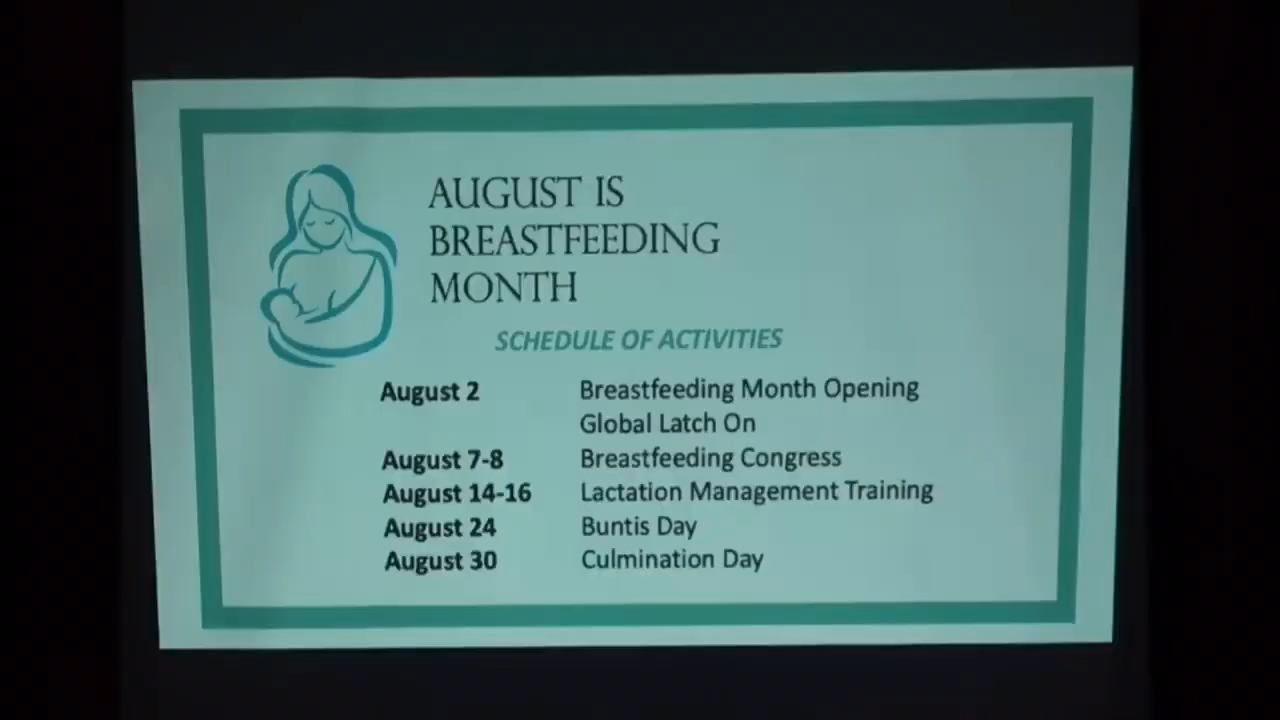 AUGUST IS
BREASTFEEDING
MONTH
SCHEDULE OF ACTIVITIES
August 2 Breastfeeding Month Opening
Global Latch On
August 7-8 Breastfeeding Congress
August 14-16 Lactation Management Training
August 24 Buntis Day
August 30 Culmination Day